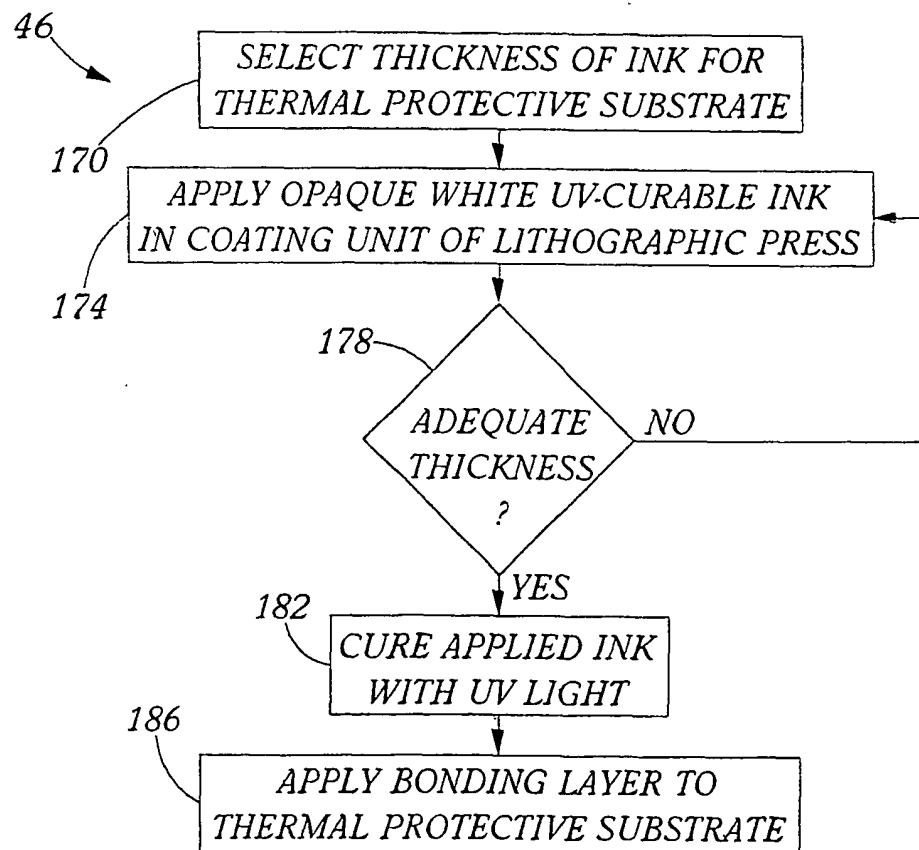 46
SELECT THICKNESS OF INK FOR
THERMAL PROTECTIVE SUBSTRATE
170
APPLY OPAQUE WHITE UV-CURABLE INK
IN COATING UNIT OF LITHOGRAPHIC PRESS
174
178
ADEQUATE
THICKNESS
?
NO
YES
182
CURE APPLIED INK
WITH UV LIGHT
186
APPLY BONDING LAYER TO
THERMAL PROTECTIVE SUBSTRATE